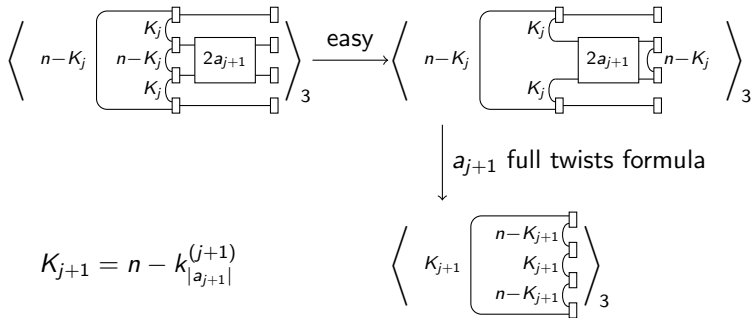 K_j
n−K_j n−K_j 2a_{j+1}
K_j
3
easy
K_j
n−K_j 2a_{j+1} n−K_j
K_j
3
a_{j+1} full twists formula
K_{j+1} = n − k^{(j+1)}_{|a_{j+1}|}
n−K_{j+1}
K_{j+1} K_{j+1}
n−K_{j+1}
3